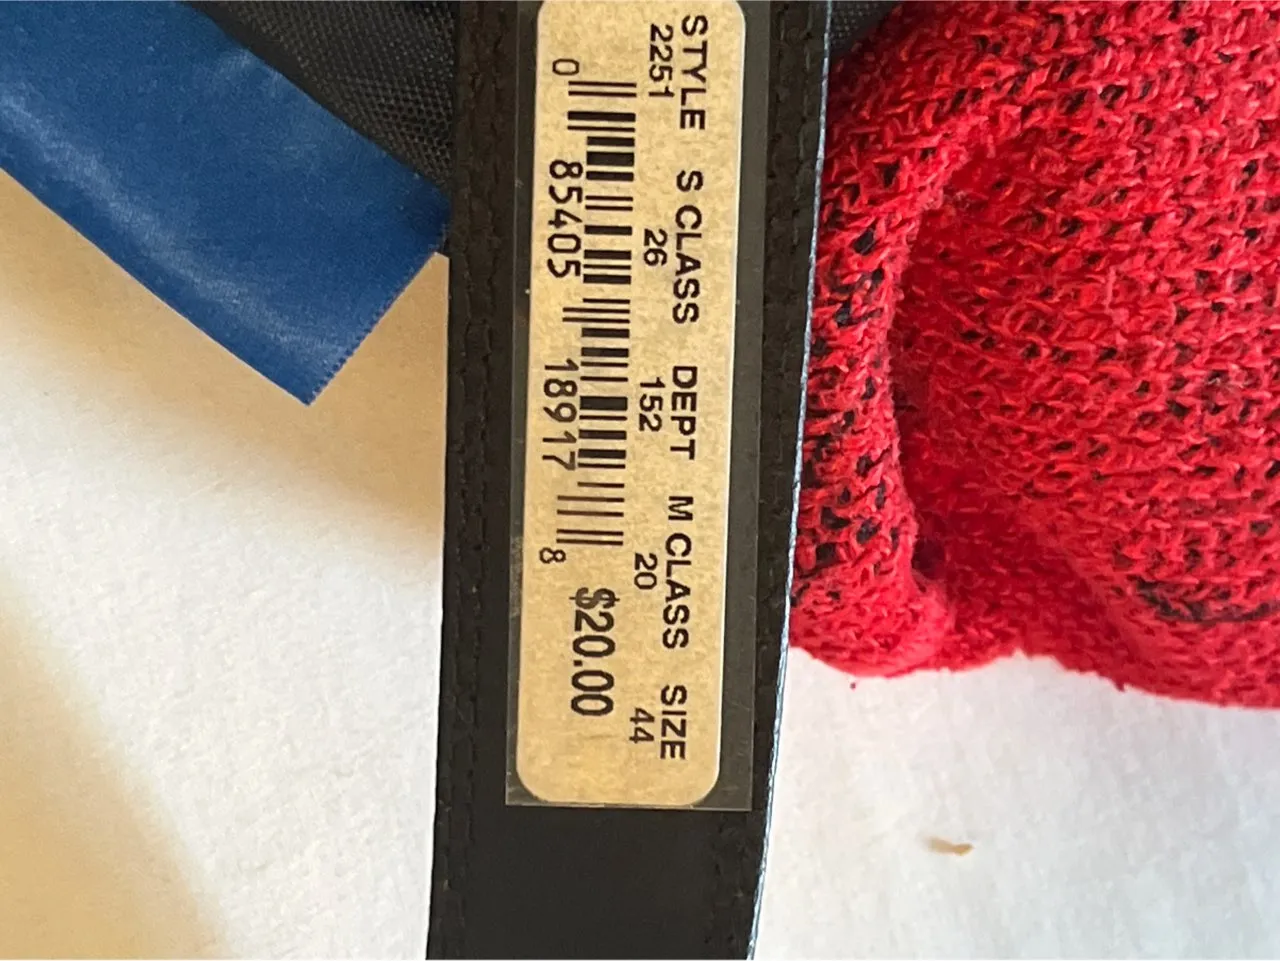 STYLE S CLASS DEPT M CLASS SIZE
2251 26 152 20 44
0 85405 18917 8
$20.00